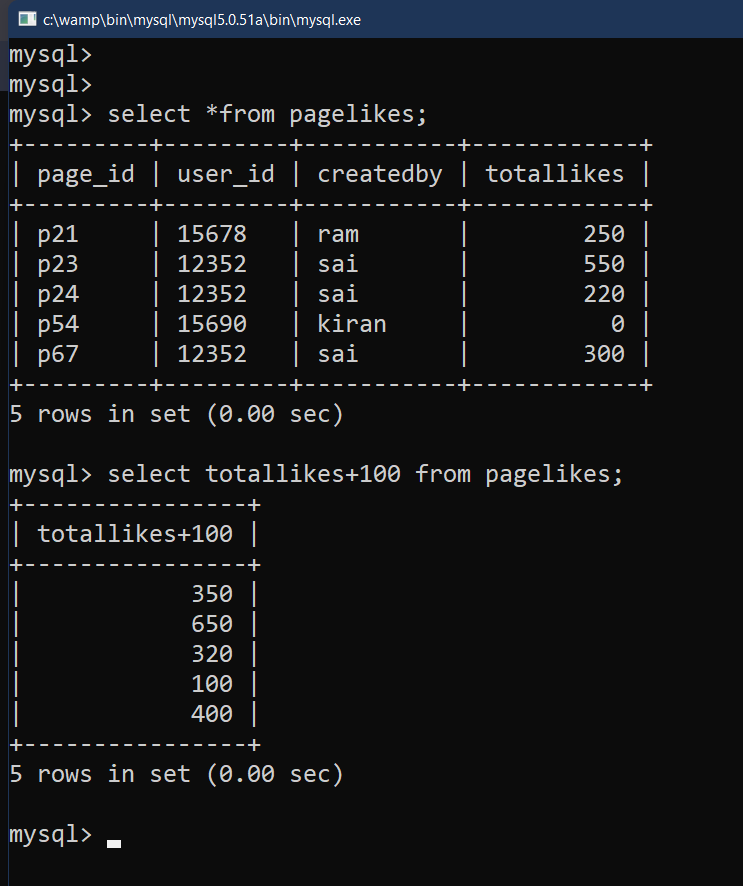 c:\wamp\bin\mysql\mysql5.0.51a\bin\mysql.exe
mysql>
mysql>
mysql> select *from pagelikes;
+---------+---------+-----------+------------+
| page_id | user_id | createdby | totallikes |
+---------+---------+-----------+------------+
| p21     | 15678   | ram       |        250 |
| p23     | 12352   | sai       |        550 |
| p24     | 12352   | sai       |        220 |
| p54     | 15690   | kiran     |          0 |
| p67     | 12352   | sai       |        300 |
+---------+---------+-----------+------------+
5 rows in set (0.00 sec)
mysql> select totallikes+100 from pagelikes;
+----------------+
| totallikes+100 |
+----------------+
|            350 |
|            650 |
|            320 |
|            100 |
|            400 |
+----------------+
5 rows in set (0.00 sec)
mysql>